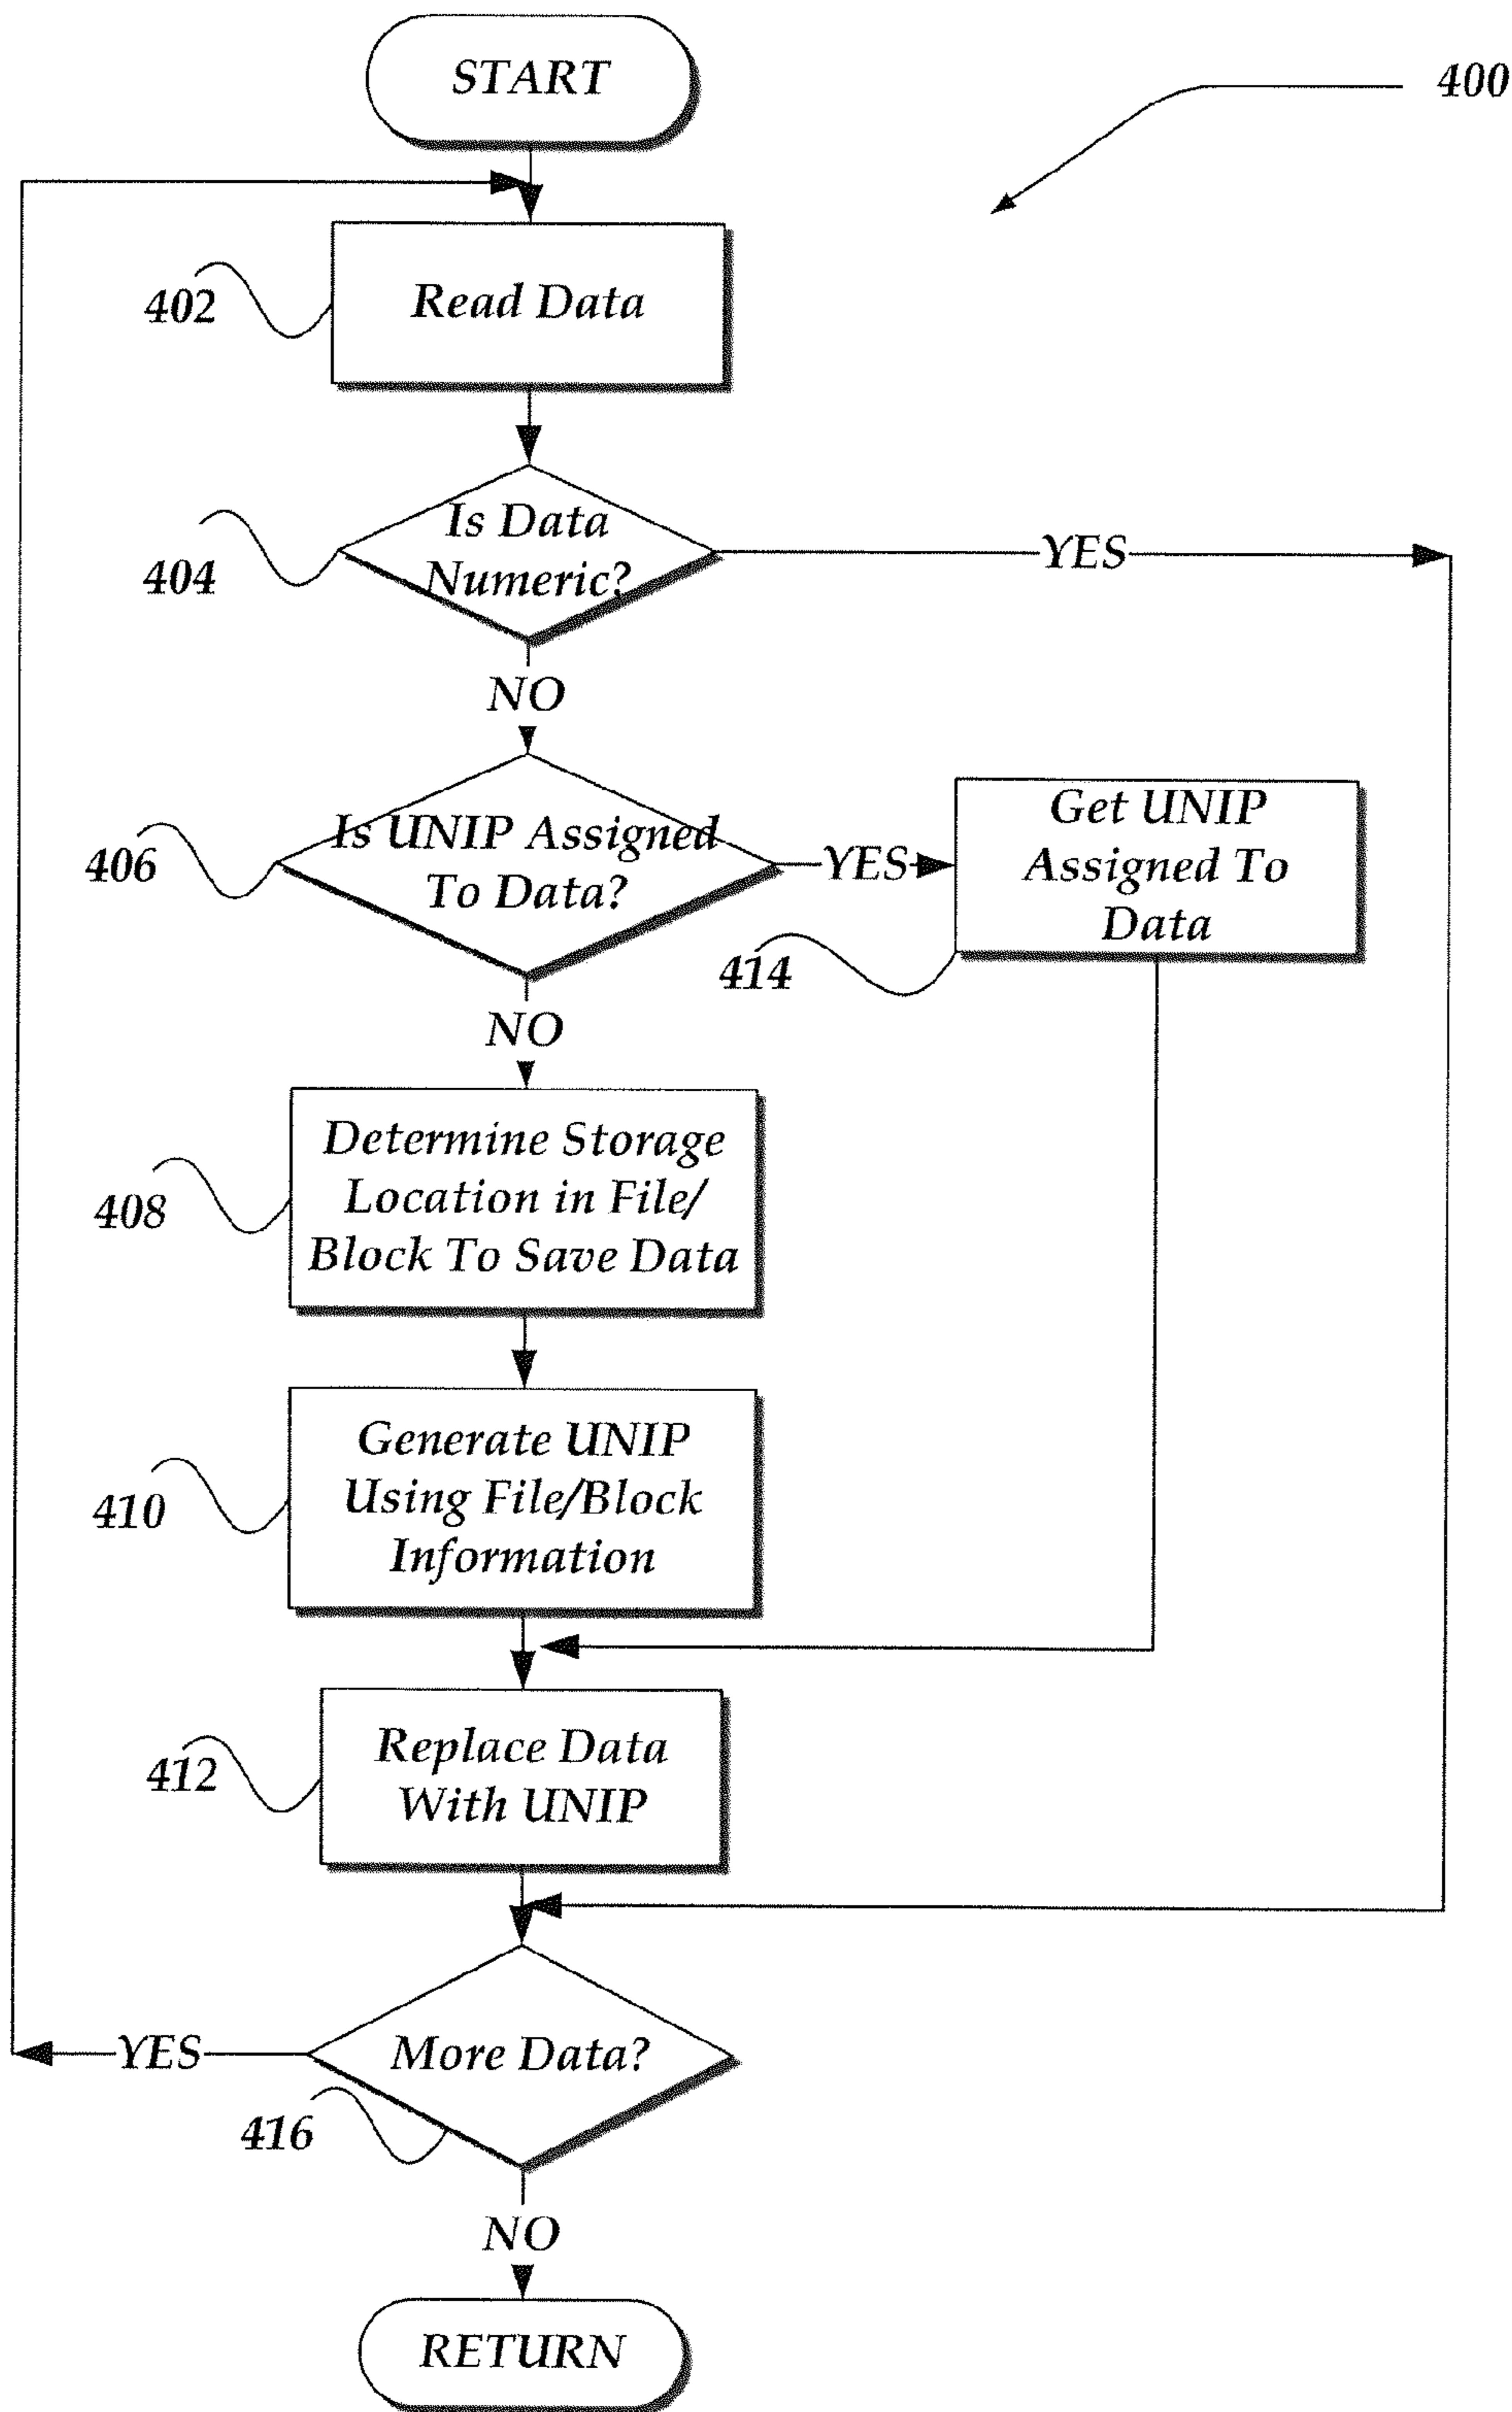 START
400
402
Read Data
404
Is Data
Numeric?
YES
NO
406
Is UNIP Assigned
To Data?
YES
414
Get UNIP
Assigned To
Data
NO
408
Determine Storage
Location in File/
Block To Save Data
410
Generate UNIP
Using File/Block
Information
412
Replace Data
With UNIP
YES
More Data?
416
NO
RETURN